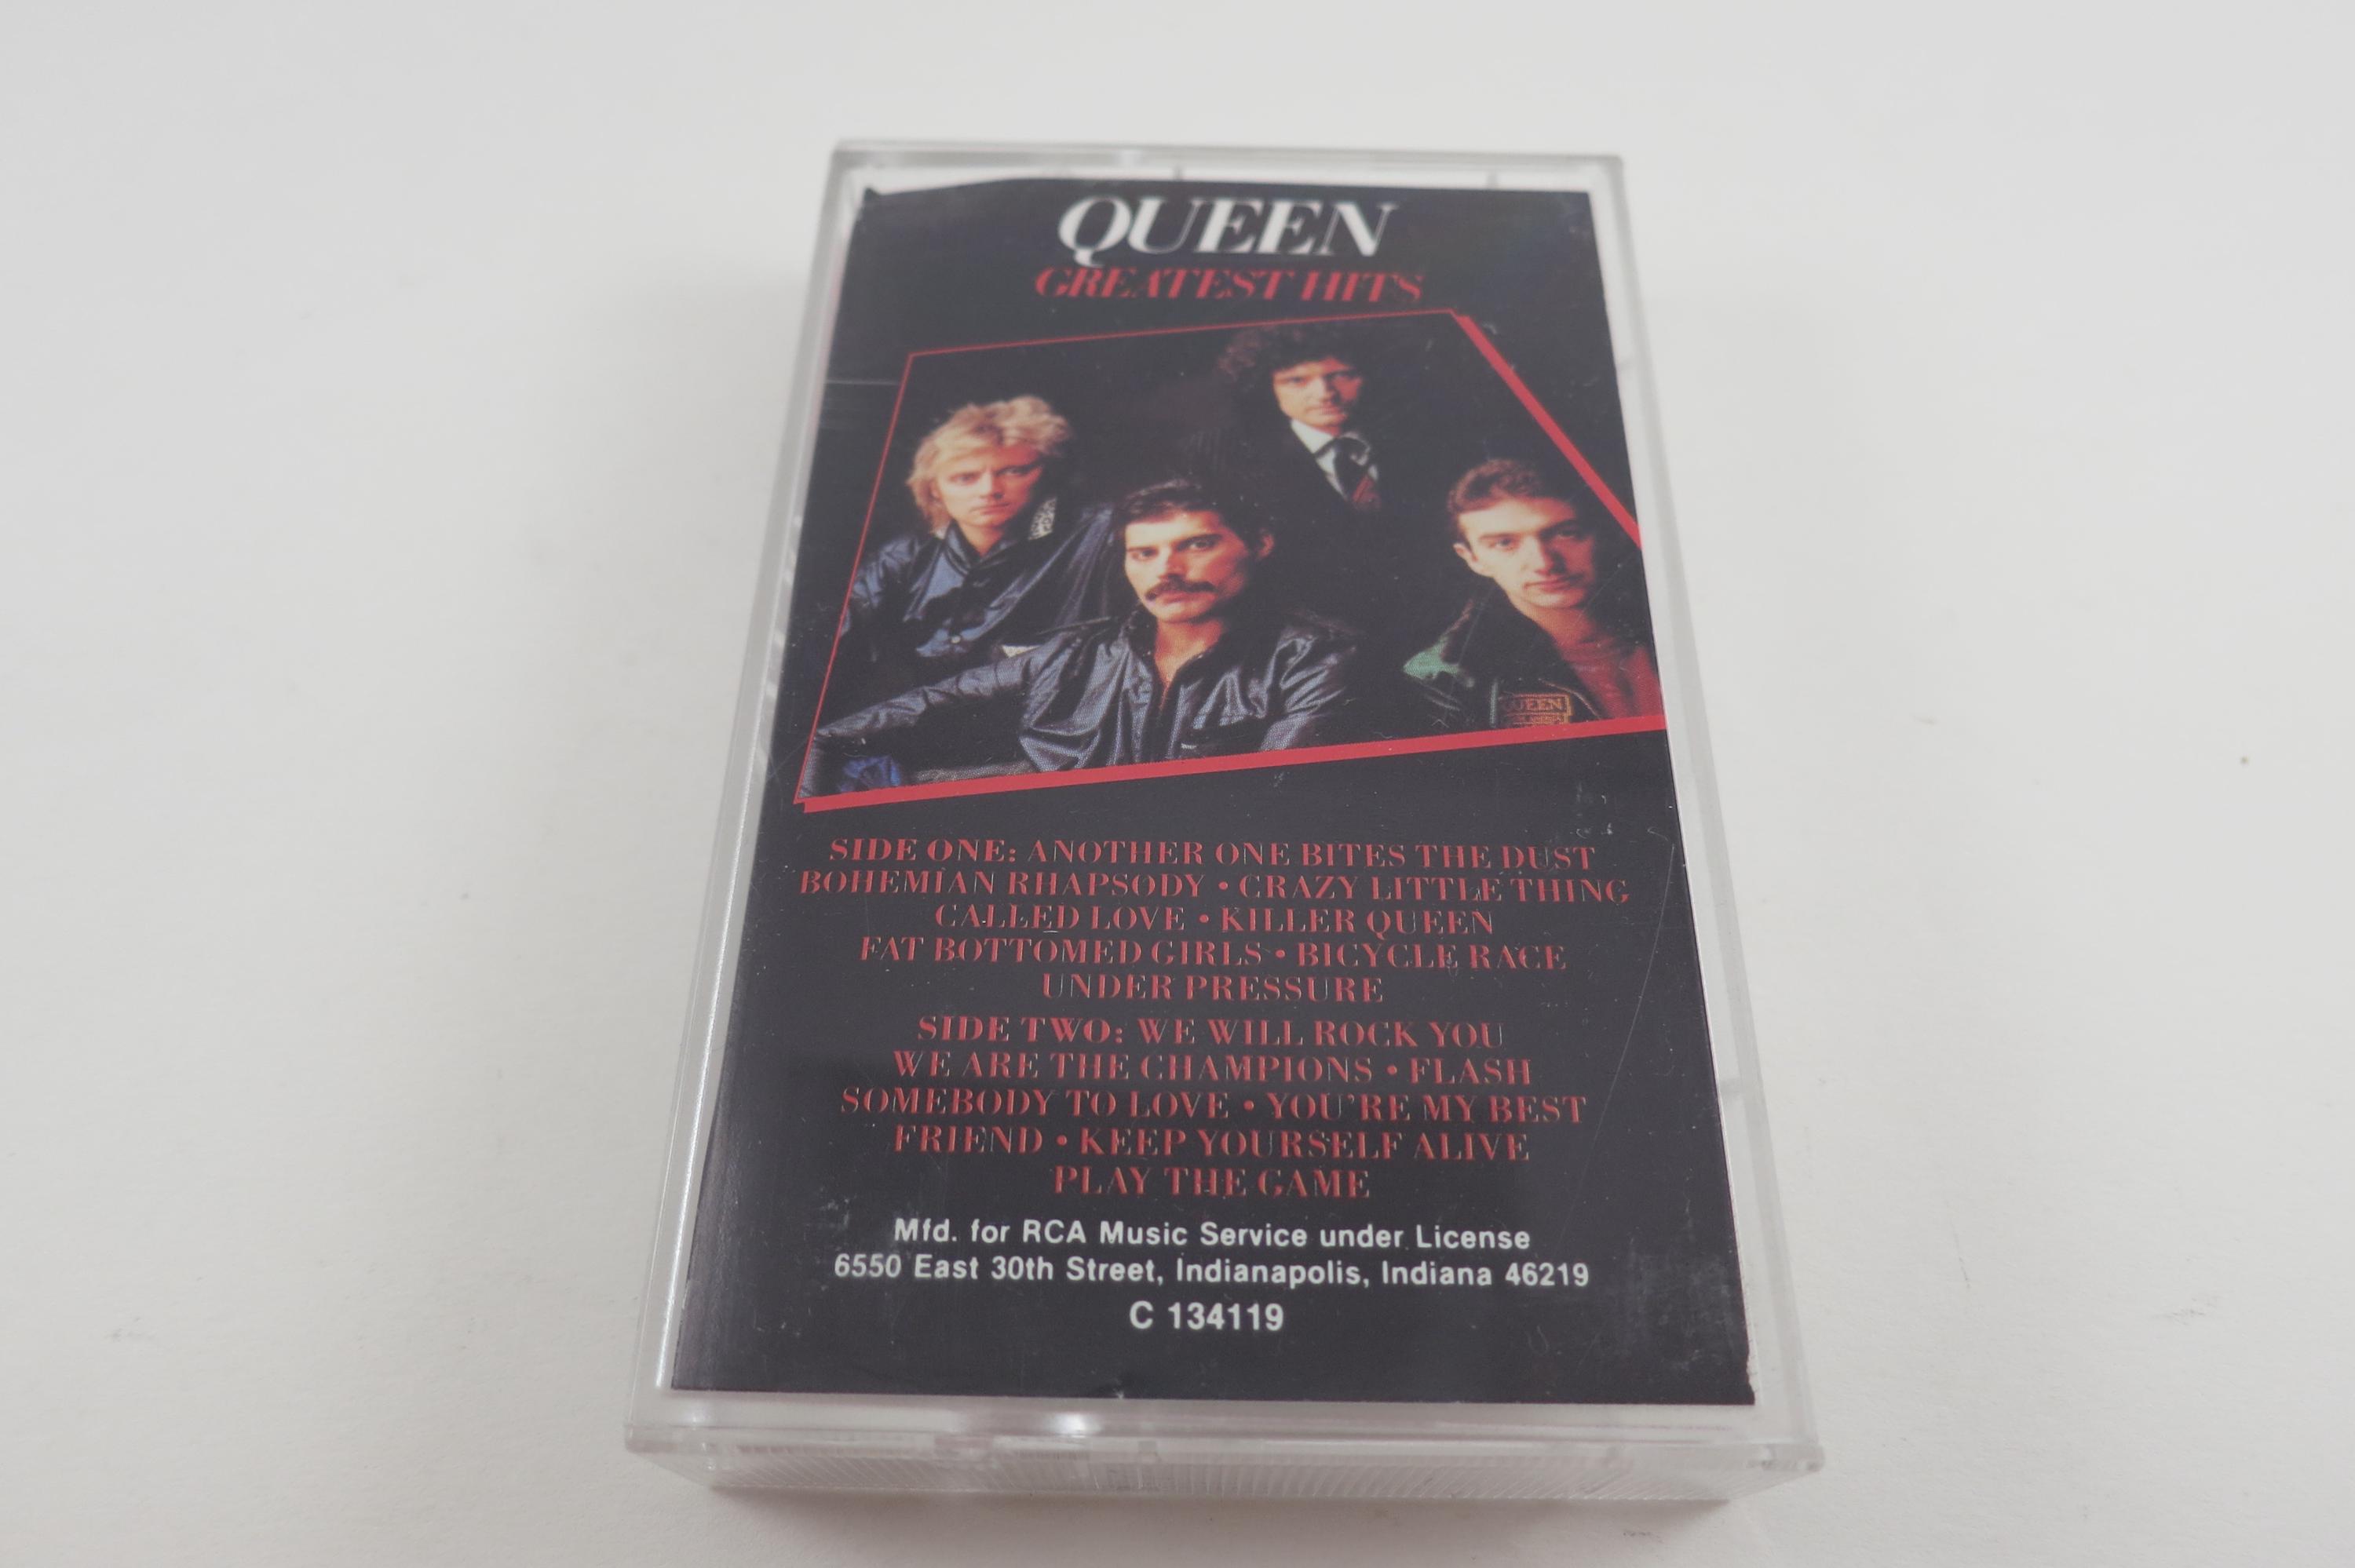 QUEEN
GREATEST HITS
QUEEN
SIDE ONE: ANOTHER ONE BITES THE DUST
BOHEMIAN RHAPSODY • CRAZY LITTLE THING
CALLED LOVE • KILLER QUEEN
FAT BOTTOMED GIRLS • BICYCLE RACE
UNDER PRESSURE
SIDE TWO: WE WILL ROCK YOU
WE ARE THE CHAMPIONS • FLASH
SOMEBODY TO LOVE • YOU'RE MY BEST
FRIEND • KEEP YOURSELF ALIVE
PLAY THE GAME
Mfd. for RCA Music Service under License
6550 East 30th Street, Indianapolis, Indiana 46219
C 134119